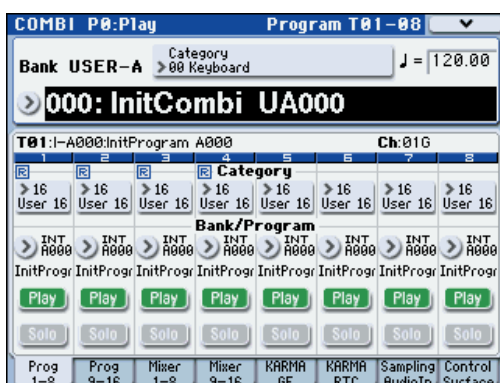 COMBI P0:Play Program T01-08
Bank USER-A Category
00 Keyboard ♩ = 120.00
000: InitCombi UA000
T01:I-A000:InitProgram A000 Ch:01G
1 2 3 4 5 6 7 8
R R R R Category
16 16 16 16 16 16 16 16
User 16 User 16 User 16 User 16 User 16 User 16 User 16 User 16
Bank/Program
INT INT INT INT INT INT INT INT
A000 A000 A000 A000 A000 A000 A000 A000
InitProgr InitProgr InitProgr InitProgr InitProgr InitProgr InitProgr InitProgr
Play Play Play Play Play Play Play Play
Solo Solo Solo Solo Solo Solo Solo Solo
Prog Prog Mixer Mixer KARMA KARMA Sampling Control
1-8 9-16 1-8 9-16 GE RTC AudioIn Surface